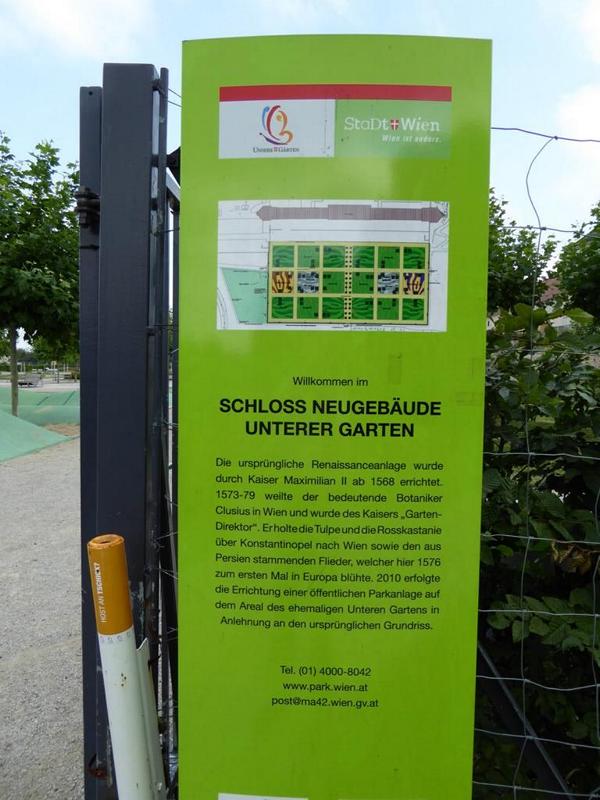 UNSERE GÄRTEN
StaDt Wien
Wien ist anders.
Willkommen im
SCHLOSS NEUGEBÄUDE
UNTERER GARTEN
Die ursprüngliche Renaissanceanlage wurde
durch Kaiser Maximilian II ab 1568 errichtet.
1573-79 weilte der bedeutende Botaniker
Clusius in Wien und wurde des Kaisers „Garten-
Direktor“. Er holte die Tulpe und die Rosskastanie
über Konstantinopel nach Wien sowie den aus
Persien stammenden Flieder, welcher hier 1576
zum ersten Mal in Europa blühte. 2010 erfolgte
die Errichtung einer öffentlichen Parkanlage auf
dem Areal des ehemaligen Unteren Gartens in
Anlehnung an den ursprünglichen Grundriss.
Tel. (01) 4000-8042
www.park.wien.at
post@ma42.wien.gv.at
HOST AN TSCHICK?